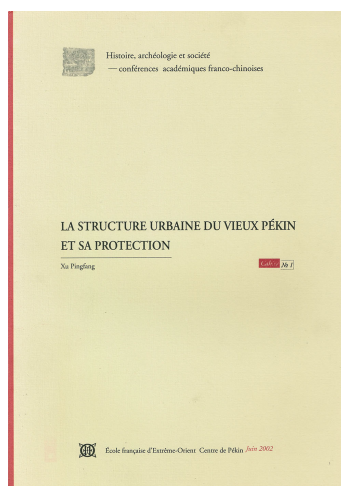 Histoire, archéologie et société
— conférences académiques franco-chinoises
LA STRUCTURE URBAINE DU VIEUX PÉKIN
ET SA PROTECTION
Xu Pingfang
№ 1
École française d'Extrême-Orient Centre de Pékin Juin 2002